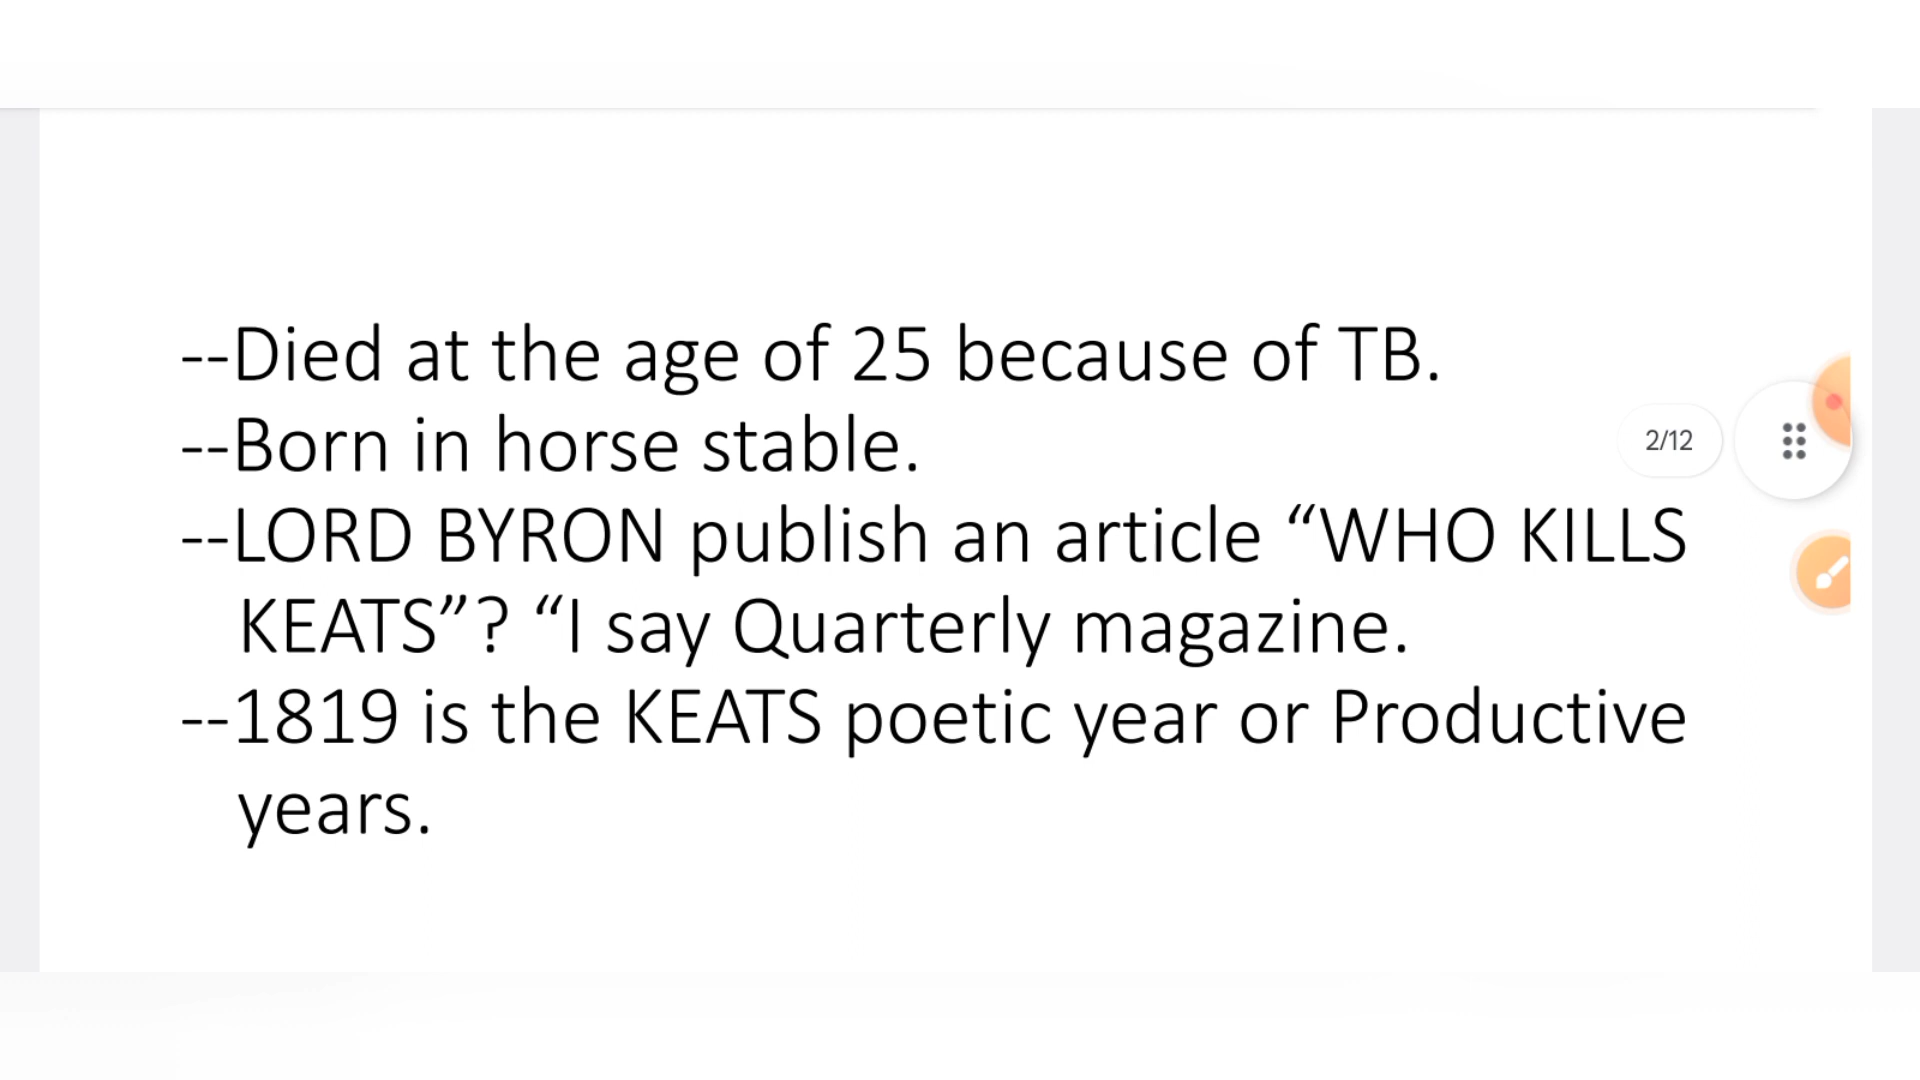 --Died at the age of 25 because of TB.
--Born in horse stable.
2/12
--LORD BYRON publish an article “WHO KILLS
KEATS”? “I say Quarterly magazine.
--1819 is the KEATS poetic year or Productive
years.